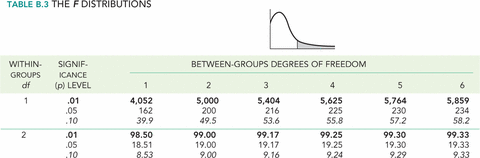 TABLE B.3 THE F DISTRIBUTIONS
WITHIN-GROUPS df SIGNIF-ICANCE (p) LEVEL BETWEEN-GROUPS DEGREES OF FREEDOM
1 2 3 4 5 6
1 .01 4,052 5,000 5,404 5,625 5,764 5,859
.05 162 200 216 225 230 234
.10 39.9 49.5 53.6 55.8 57.2 58.2
2 .01 98.50 99.00 99.17 99.25 99.30 99.33
.05 18.51 19.00 19.17 19.25 19.30 19.33
.10 8.53 9.00 9.16 9.24 9.29 9.33